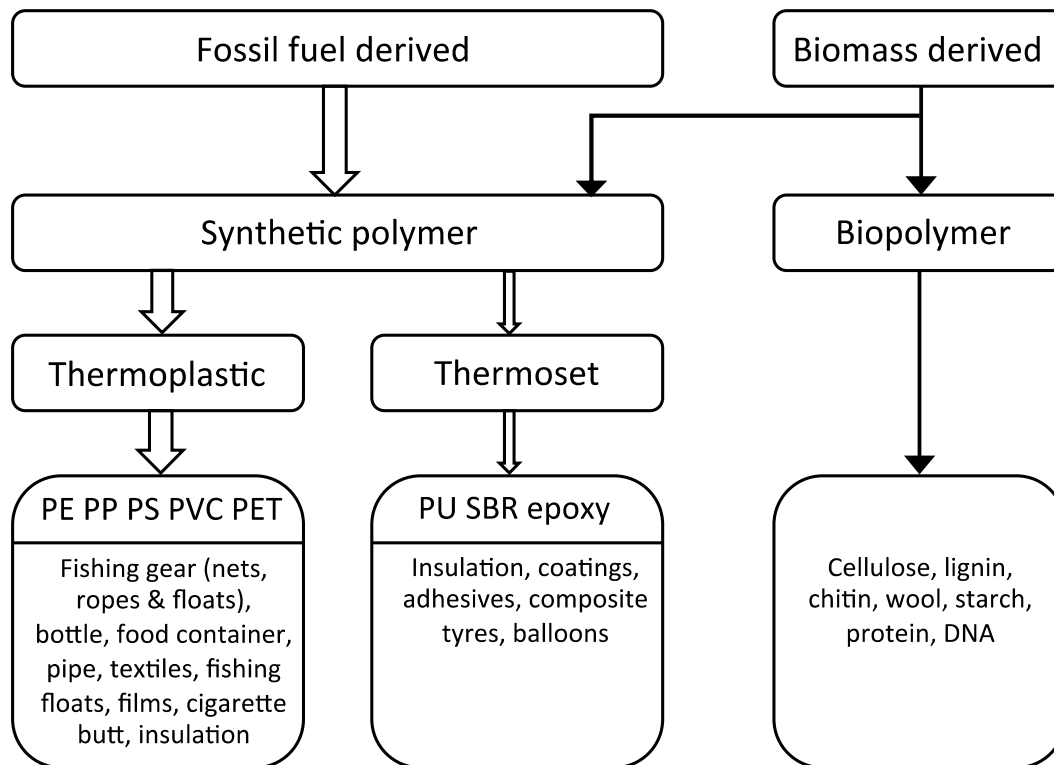 Fossil fuel derived
Biomass derived
Synthetic polymer
Biopolymer
Thermoplastic
Thermoset
PE PP PS PVC PET
Fishing gear (nets,
ropes & floats),
bottle, food container,
pipe, textiles, fishing
floats, films, cigarette
butt, insulation
PU SBR epoxy
Insulation, coatings,
adhesives, composite
tyres, balloons
Cellulose, lignin,
chitin, wool, starch,
protein, DNA